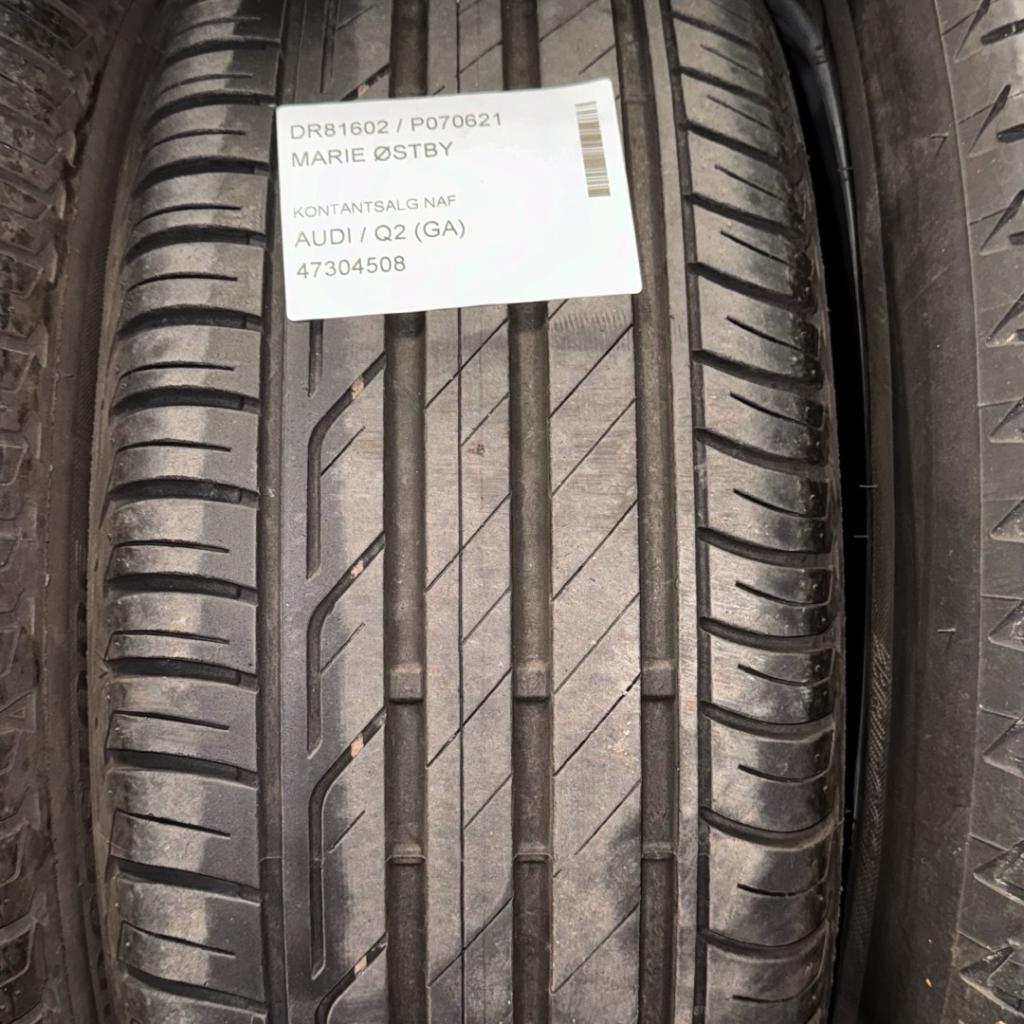 DR81602 / P070621
MARIE ØSTBY
KONTANTSALG NAF
AUDI / Q2 (GA)
47304508